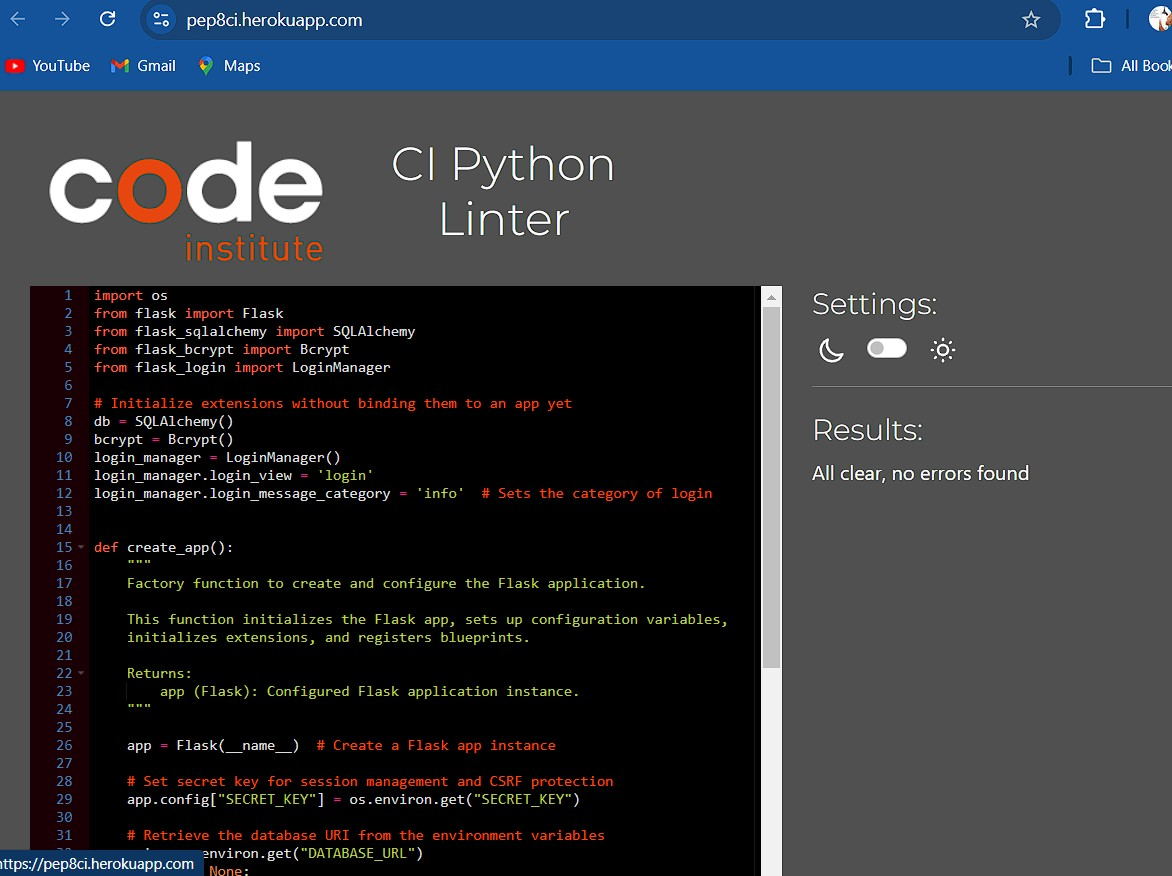 pep8ci.herokuapp.com
YouTube
Gmail
Maps
All Book
code
institute
CI Python
Linter
1 import os
2 from flask import Flask
3 from flask_sqlalchemy import SQLAlchemy
4 from flask_bcrypt import Bcrypt
5 from flask_login import LoginManager
6
7 # Initialize extensions without binding them to an app yet
8 db = SQLAlchemy()
9 bcrypt = Bcrypt()
10 login_manager = LoginManager()
11 login_manager.login_view = 'login'
12 login_manager.login_message_category = 'info'  # Sets the category of login
13
14
15 def create_app():
16     """
17     Factory function to create and configure the Flask application.
18
19     This function initializes the Flask app, sets up configuration variables,
20     initializes extensions, and registers blueprints.
21
22     Returns:
23         app (Flask): Configured Flask application instance.
24     """
25
26     app = Flask(__name__)  # Create a Flask app instance
27
28     # Set secret key for session management and CSRF protection
29     app.config["SECRET_KEY"] = os.environ.get("SECRET_KEY")
30
31     # Retrieve the database URI from the environment variables
environ.get("DATABASE_URL")
None:
Settings:
Results:
All clear, no errors found
https://pep8ci.herokuapp.com